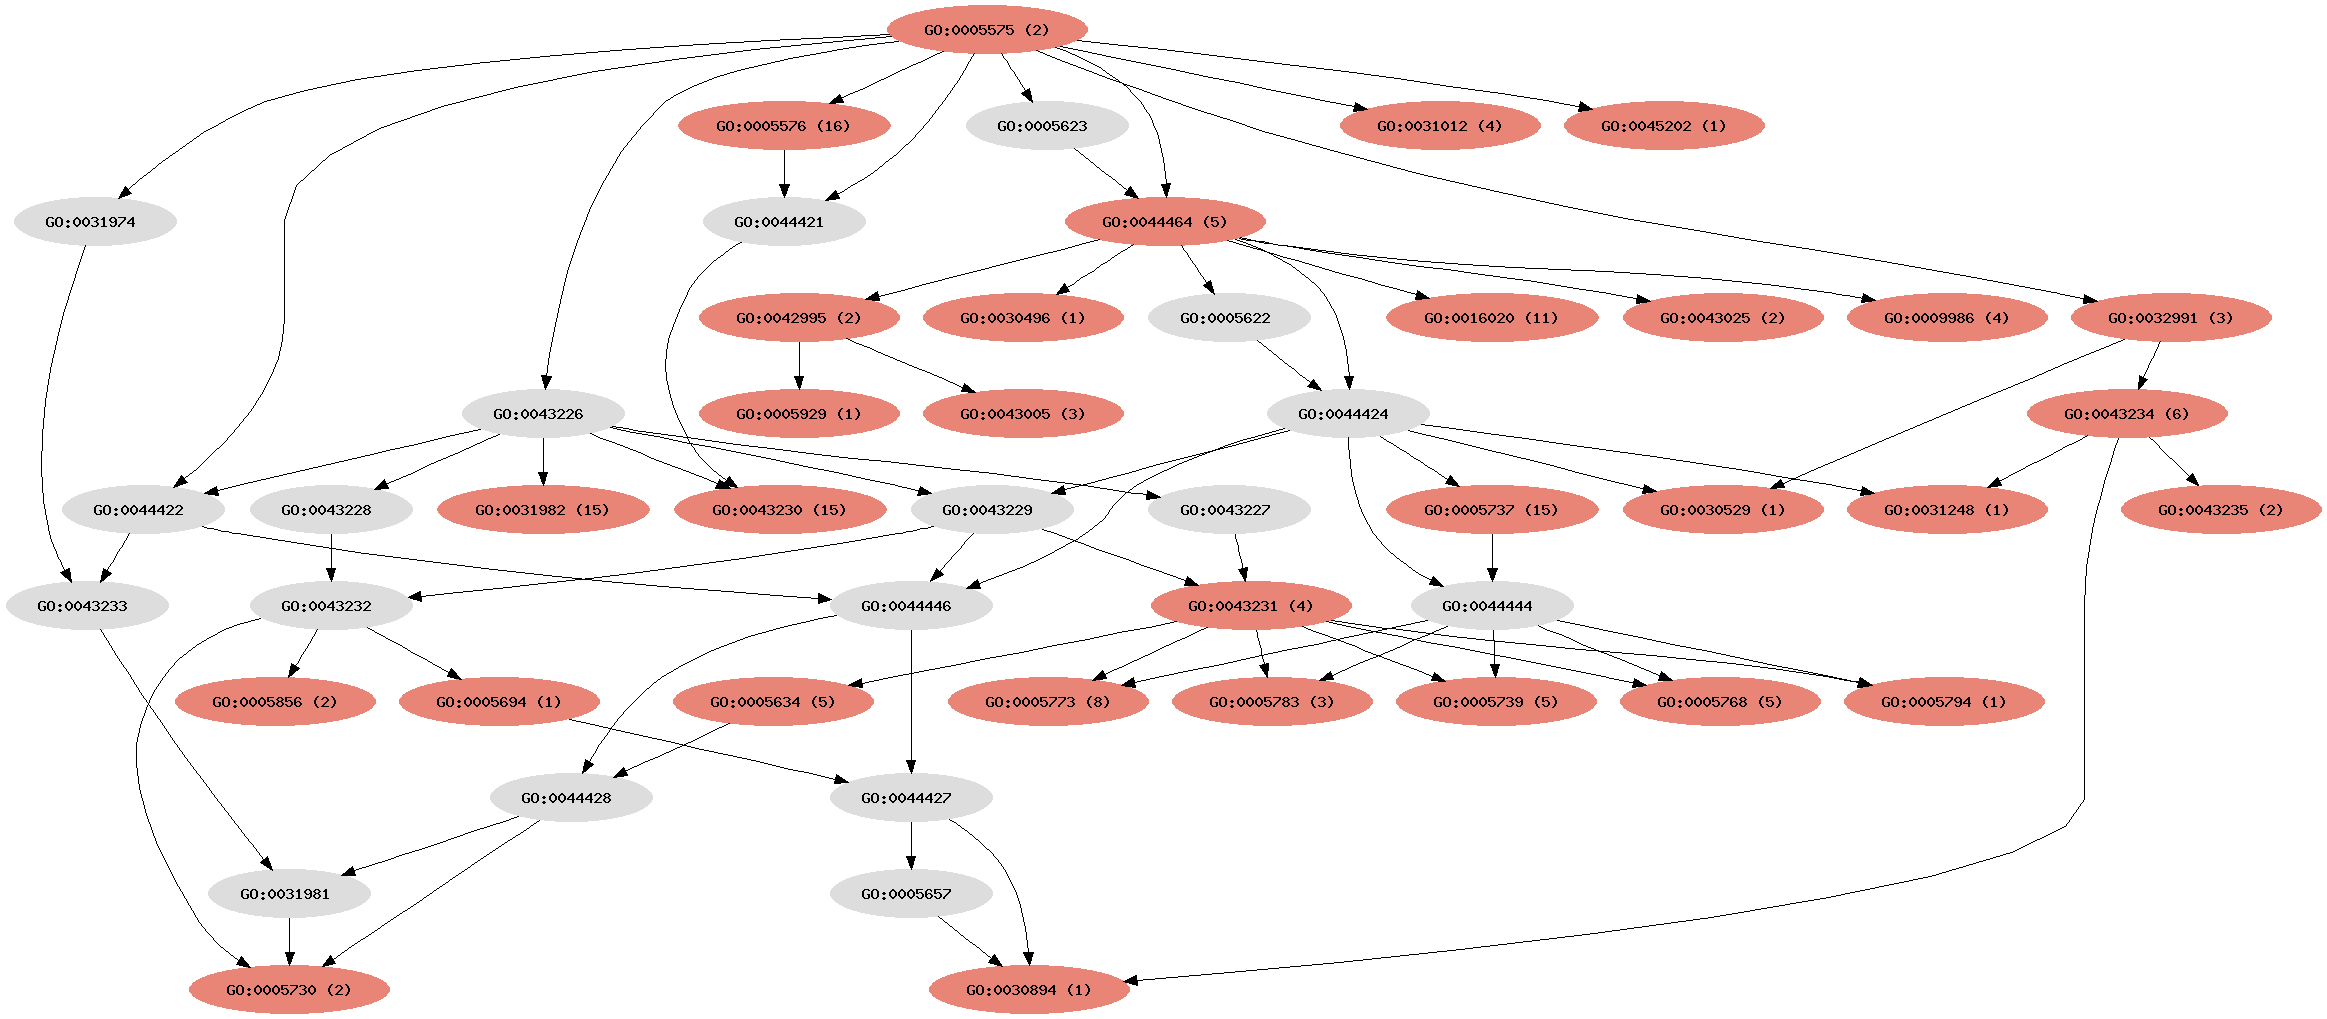 GO:0005575 (2)
GO:0005576 (16)
GO:0005623
GO:0031012 (4)
GO:0045202 (1)
GO:0031974
GO:0044421
GO:0044464 (5)
GO:0042995 (2)
GO:0030496 (1)
GO:0005622
GO:0016020 (11)
GO:0043025 (2)
GO:0009986 (4)
GO:0032991 (3)
GO:0043226
GO:0005929 (1)
GO:0043005 (3)
GO:0044424
GO:0043234 (6)
GO:0044422
GO:0043228
GO:0031982 (15)
GO:0043230 (15)
GO:0043229
GO:0043227
GO:0005737 (15)
GO:0030529 (1)
GO:0031248 (1)
GO:0043235 (2)
GO:0043233
GO:0043232
GO:0044446
GO:0043231 (4)
GO:0044444
GO:0005856 (2)
GO:0005694 (1)
GO:0005634 (5)
GO:0005773 (8)
GO:0005783 (3)
GO:0005739 (5)
GO:0005768 (5)
GO:0005794 (1)
GO:0044428
GO:0044427
GO:0031981
GO:0005657
GO:0005730 (2)
GO:0030894 (1)